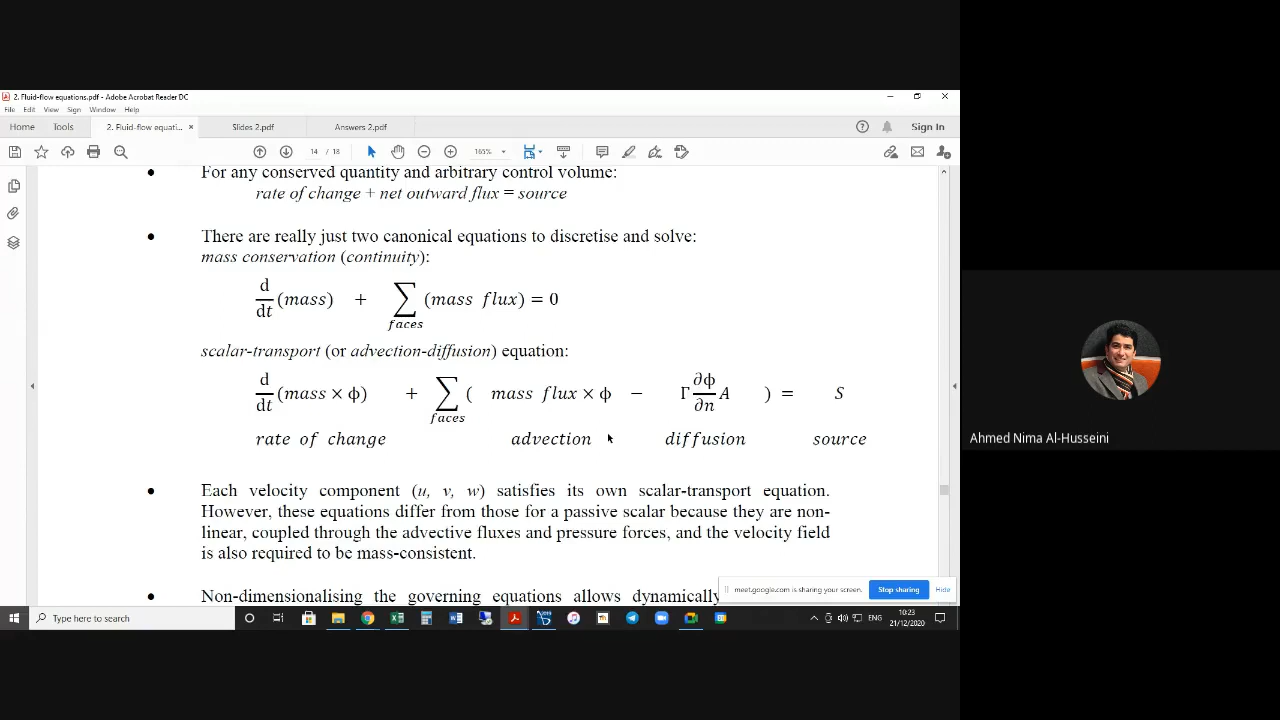 2. Fluid-flow equations.pdf - Adobe Acrobat Reader DC
File Edit View Sign Window Help
Home Tools 2. Fluid-flow equati... × Slides 2.pdf Answers 2.pdf Sign In
14 / 18 165%
• For any conserved quantity and arbitrary control volume:
rate of change + net outward flux = source
• There are really just two canonical equations to discretise and solve:
mass conservation (continuity):
d/dt (mass) + ∑faces (mass flux) = 0
scalar-transport (or advection-diffusion) equation:
d/dt (mass × ϕ) + ∑faces ( mass flux × ϕ − Γ ∂ϕ/∂n A ) = S
rate of change advection diffusion source
• Each velocity component (u, v, w) satisfies its own scalar-transport equation.
However, these equations differ from those for a passive scalar because they are non-
linear, coupled through the advective fluxes and pressure forces, and the velocity field
is also required to be mass-consistent.
• Non-dimensionalising the governing equations allows dynamically
meet.google.com is sharing your screen. Stop sharing Hide
Type here to search
ENG
10:23
21/12/2020
Ahmed Nima Al-Husseini